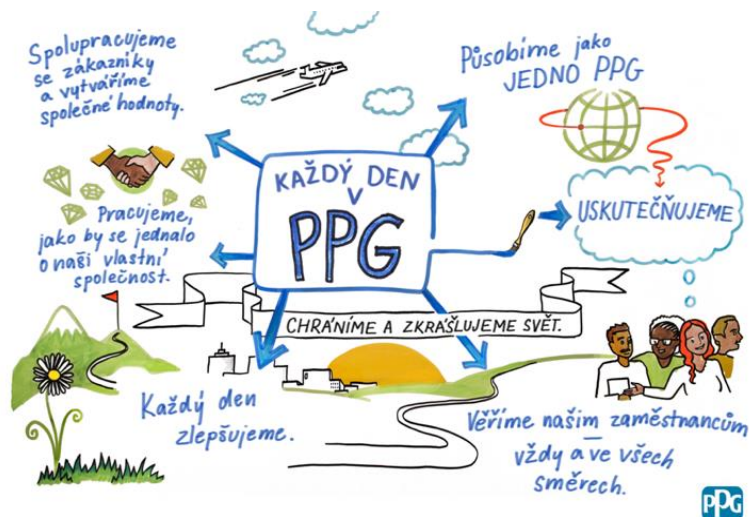 Spolupracujeme
se zákazníky
a vytváříme
společné hodnoty.
Působíme jako
JEDNO PPG
KAŽDÝ DEN
V
PPG
USKUTEČŇUJEME
Pracujeme,
jako by se jednalo
o naši vlastní
společnost.
CHRÁNÍME A ZKRÁŠLUJEME SVĚT.
Každý den
zlepšujeme.
Věříme našim zaměstnancům
–
vždy a ve všech
směrech.
PPG